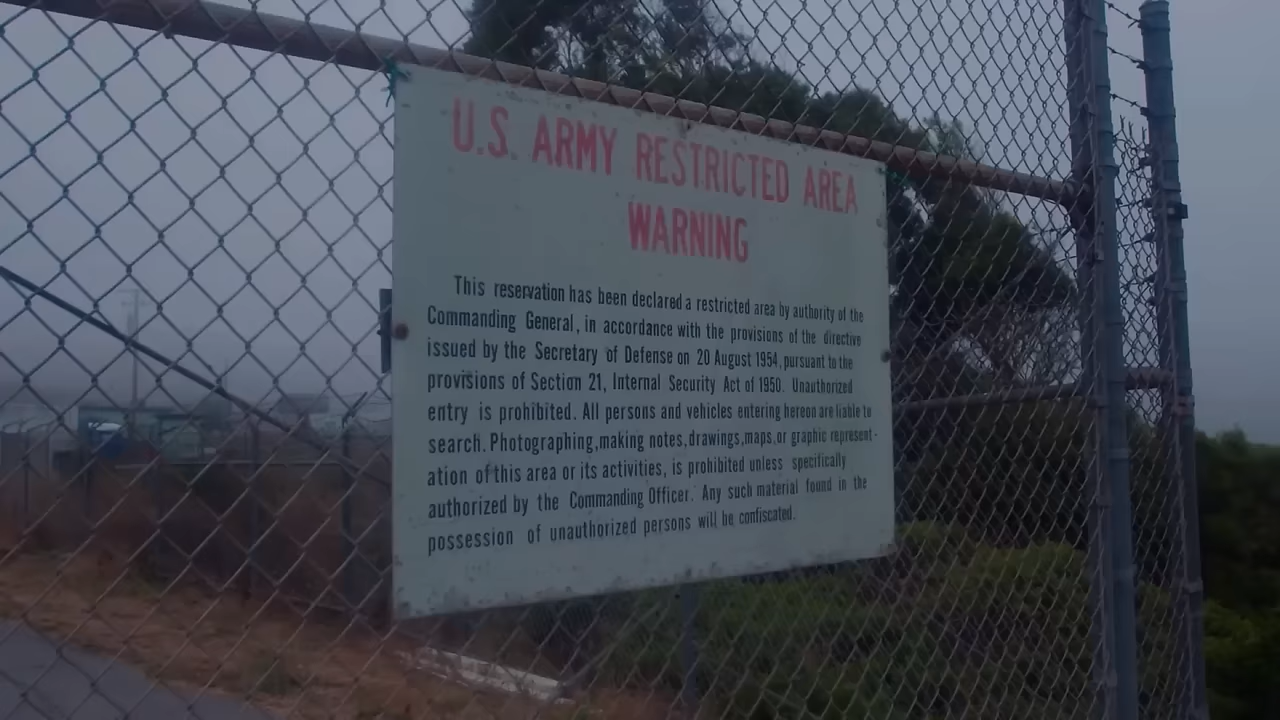 U.S. ARMY RESTRICTED AREA
WARNING
This reservation has been declared a restricted area by authority of the
Commanding General, in accordance with the provisions of the directive
issued by the Secretary of Defense on 20 August 1954, pursuant to the
provisions of Section 21, Internal Security Act of 1950. Unauthorized
entry is prohibited. All persons and vehicles entering hereon are liable to
search. Photographing, making notes, drawings, maps, or graphic represent-
ation of this area or its activities, is prohibited unless specifically
authorized by the Commanding Officer. Any such material found in the
possession of unauthorized persons will be confiscated.